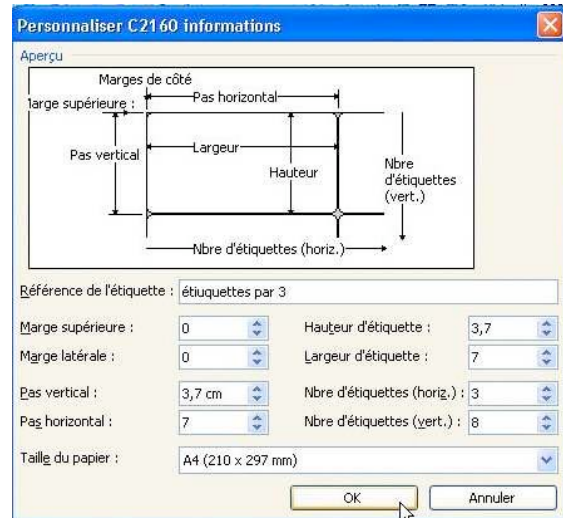 Personnaliser C2160 informations
Aperçu
Marges de côté
large supérieure :
Pas horizontal
Pas vertical
Largeur
Hauteur
Nbre
d'étiquettes
(vert.)
Nbre d'étiquettes (horiz.)
Référence de l'étiquette : étiuquettes par 3
Marge supérieure : 0 Hauteur d'étiquette : 3,7
Marge latérale : 0 Largeur d'étiquette : 7
Pas vertical : 3,7 cm Nbre d'étiquettes (horiz.) : 3
Pas horizontal : 7 Nbre d'étiquettes (vert.) : 8
Taille du papier : A4 (210 x 297 mm)
OK Annuler